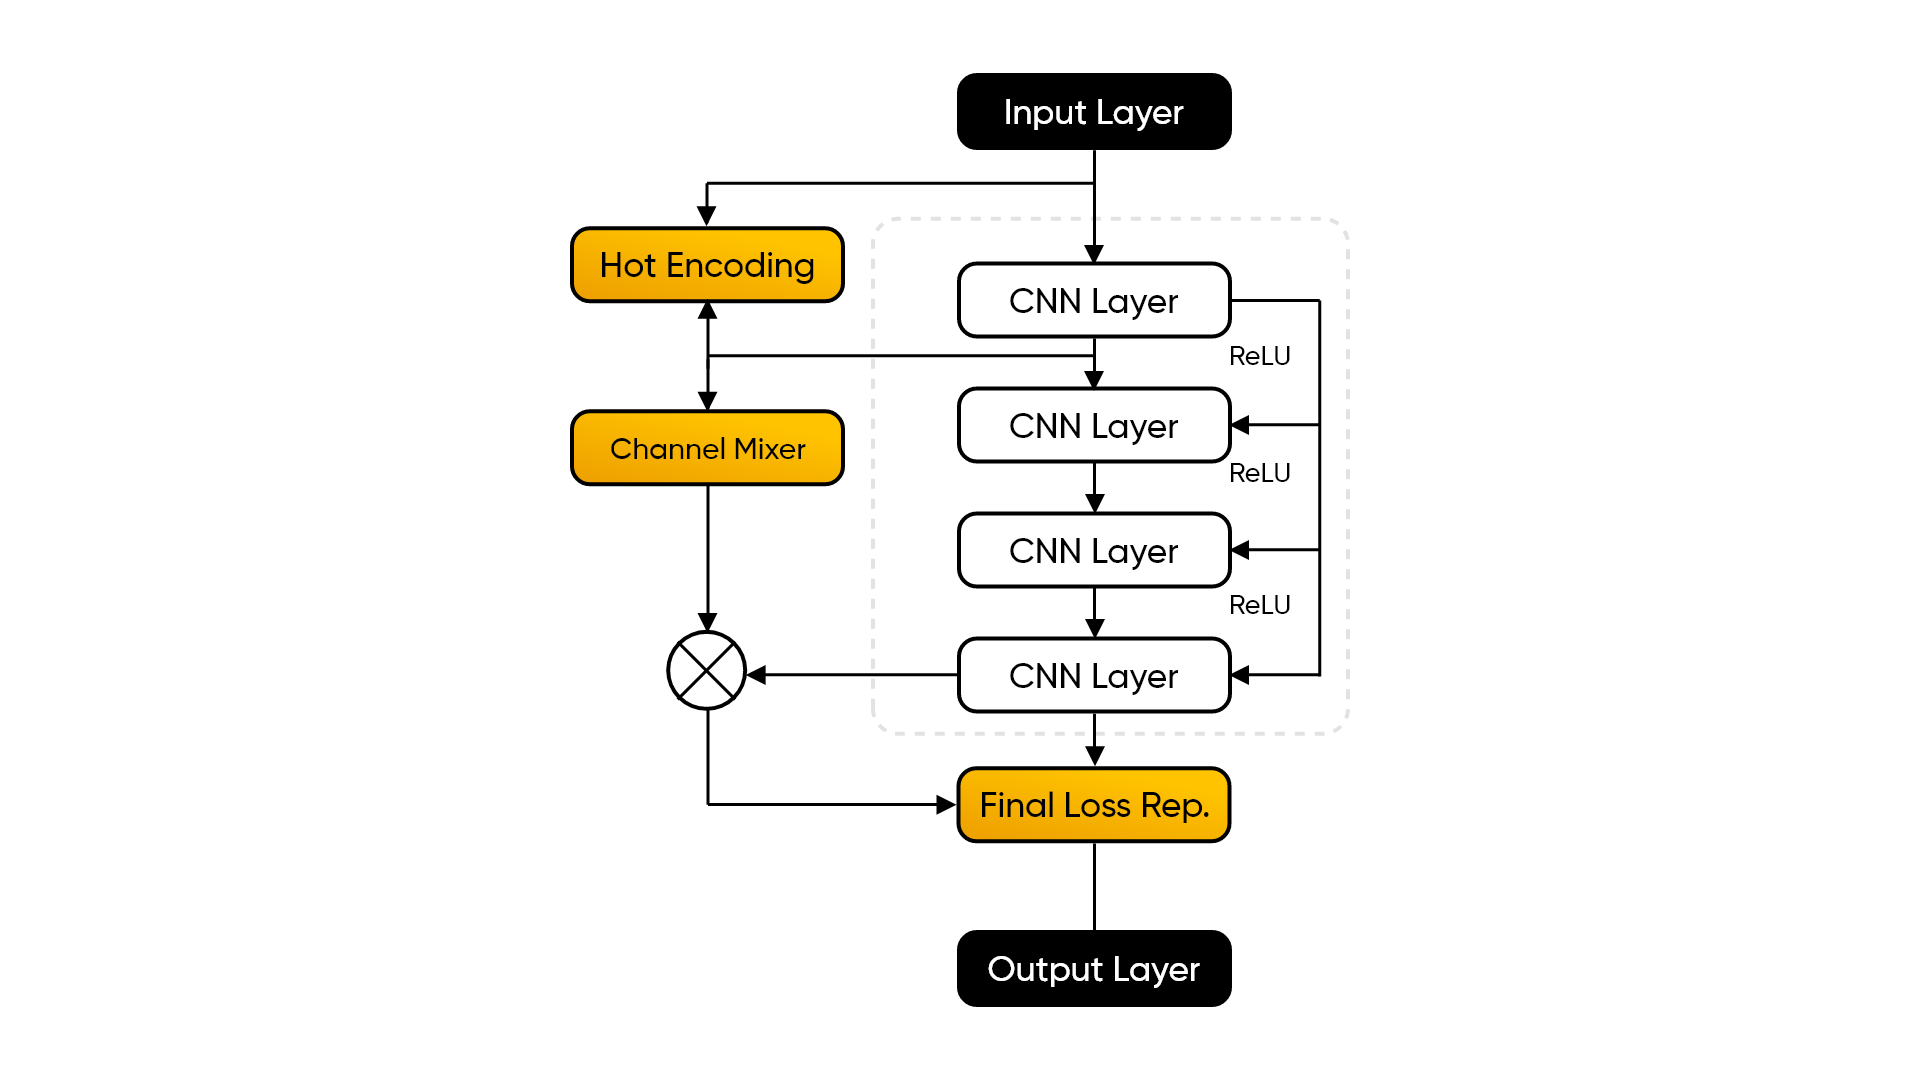 Input Layer
Hot Encoding
CNN Layer
ReLU
CNN Layer
Channel Mixer
ReLU
CNN Layer
ReLU
CNN Layer
Final Loss Rep.
Output Layer